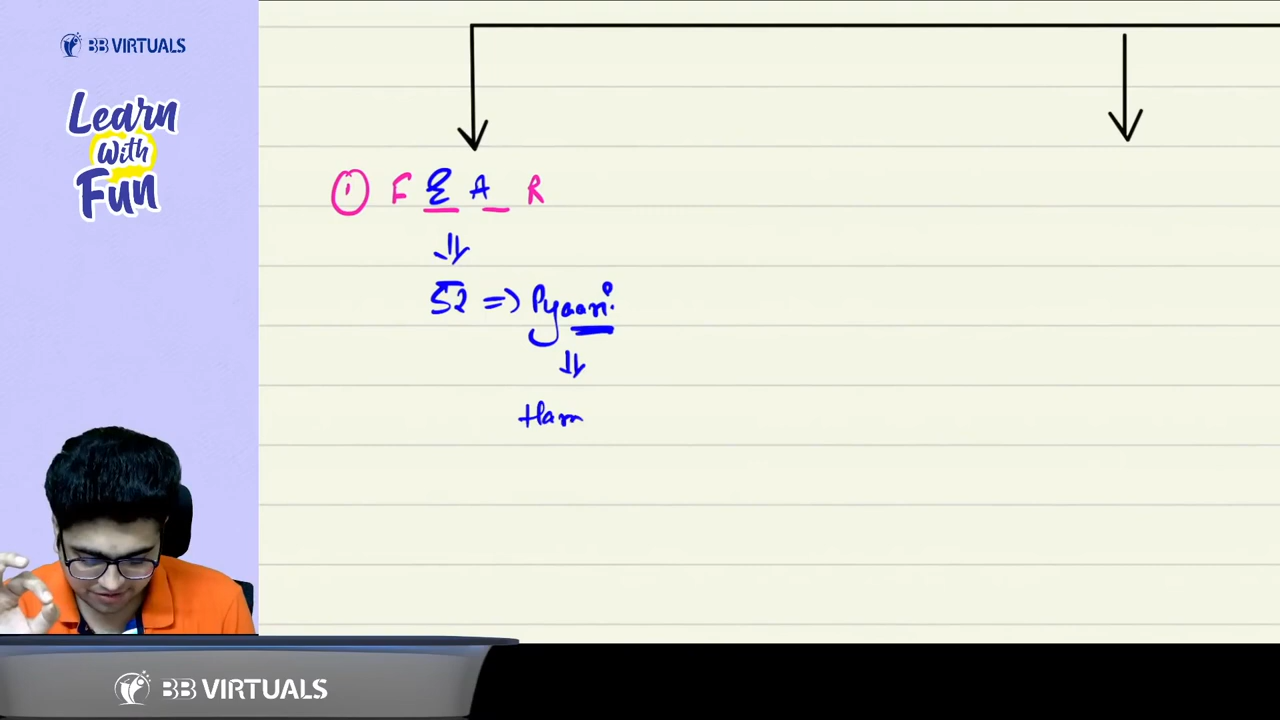 BB VIRTUALS
Learn
with
Fun
① F E A R
52 => Pyaari
Ham
BB VIRTUALS